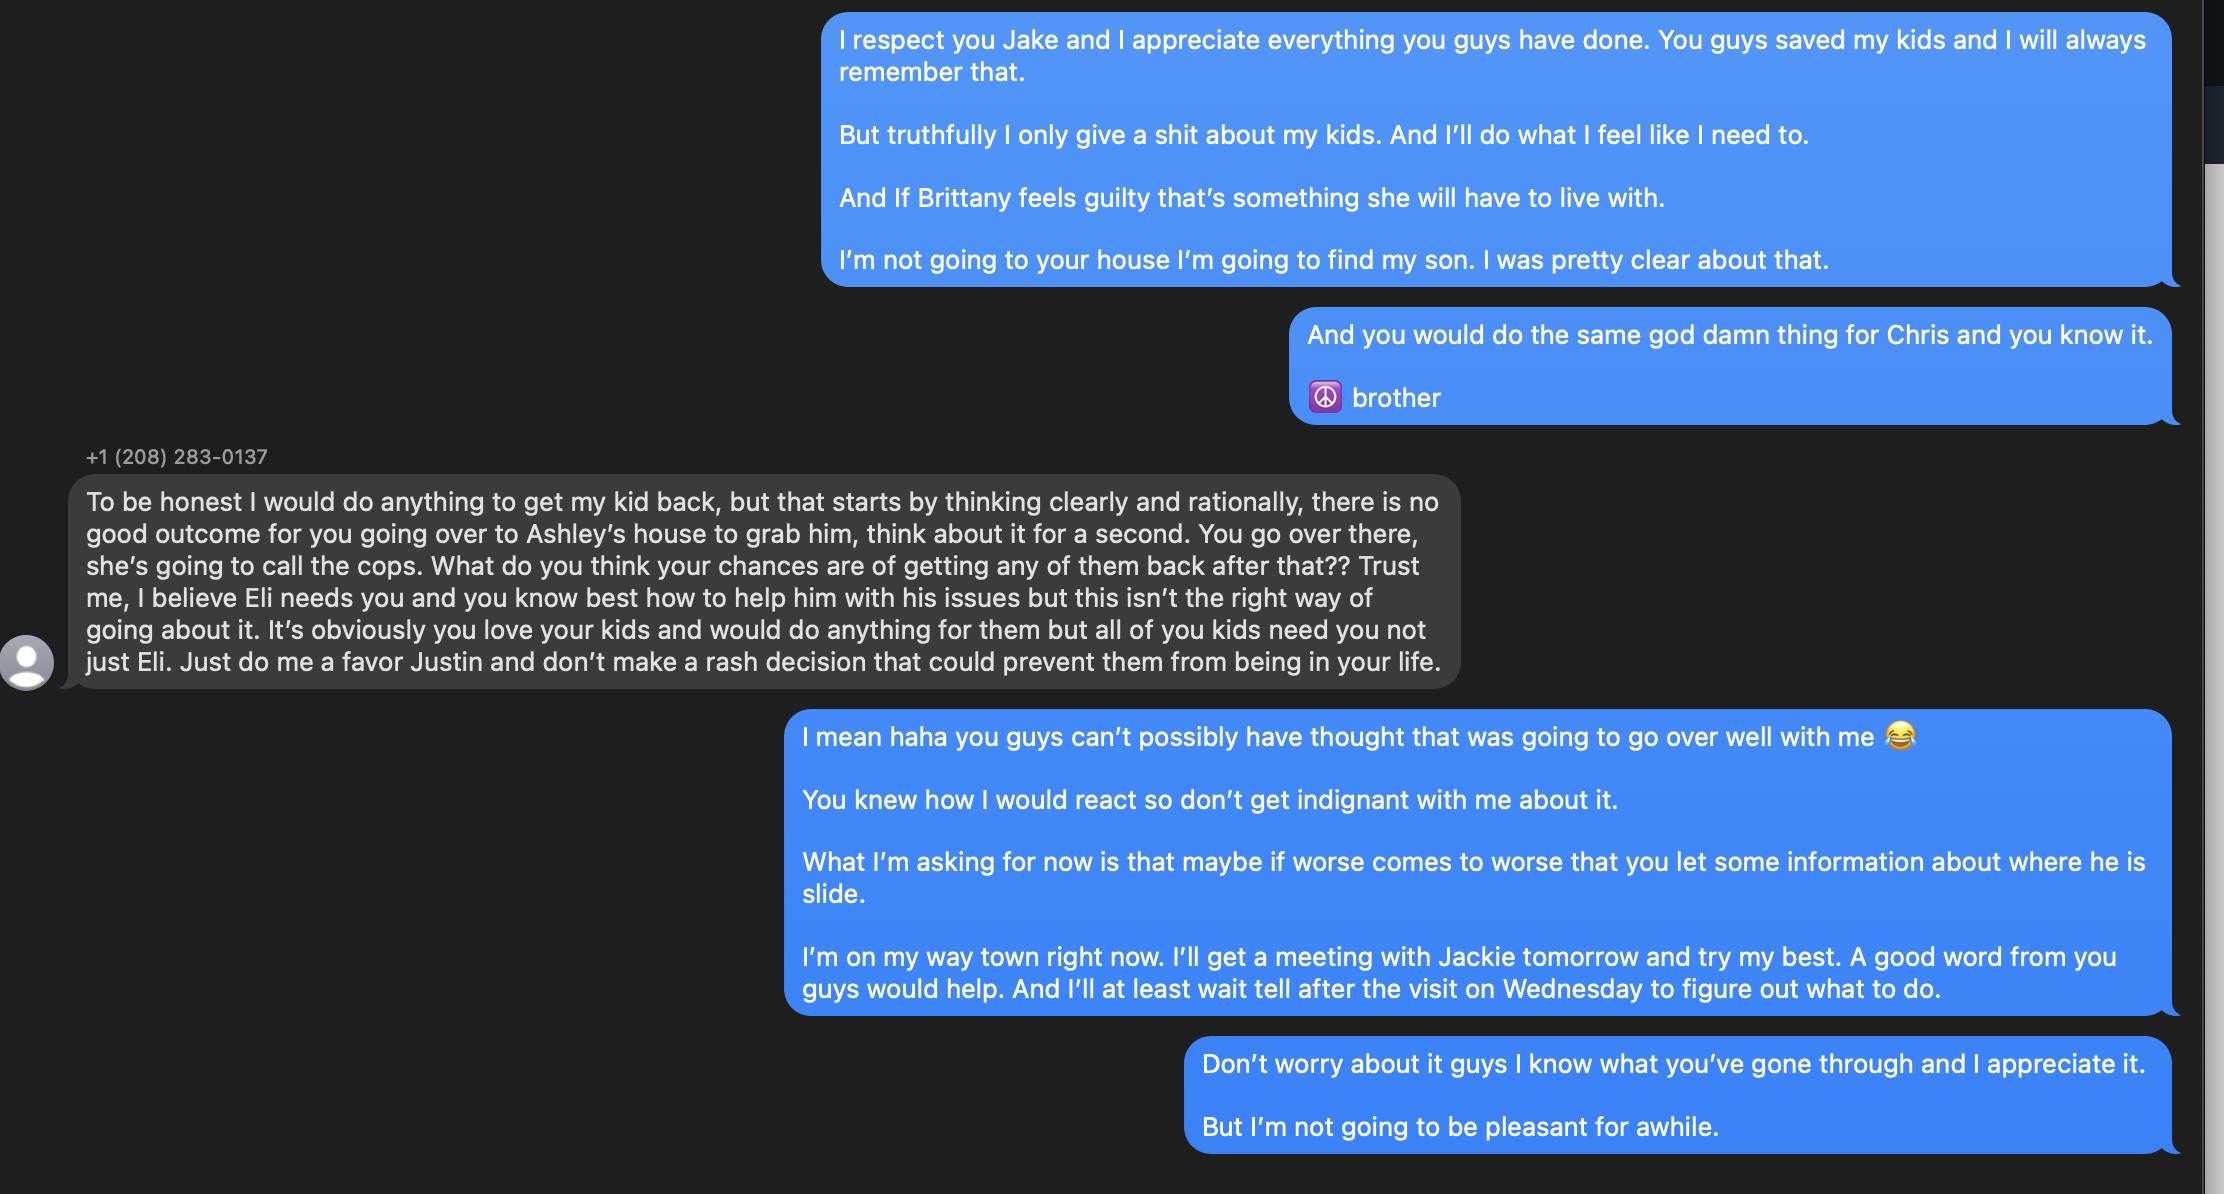 I respect you Jake and I appreciate everything you guys have done. You guys saved my kids and I will always
remember that.
But truthfully I only give a shit about my kids. And I’ll do what I feel like I need to.
And If Brittany feels guilty that’s something she will have to live with.
I’m not going to your house I’m going to find my son. I was pretty clear about that.
And you would do the same god damn thing for Chris and you know it.
☮️ brother
+1 (208) 283-0137
To be honest I would do anything to get my kid back, but that starts by thinking clearly and rationally, there is no
good outcome for you going over to Ashley’s house to grab him, think about it for a second. You go over there,
she’s going to call the cops. What do you think your chances are of getting any of them back after that?? Trust
me, I believe Eli needs you and you know best how to help him with his issues but this isn’t the right way of
going about it. It’s obviously you love your kids and would do anything for them but all of you kids need you not
just Eli. Just do me a favor Justin and don’t make a rash decision that could prevent them from being in your life.
I mean haha you guys can’t possibly have thought that was going to go over well with me 😂
You knew how I would react so don’t get indignant with me about it.
What I’m asking for now is that maybe if worse comes to worse that you let some information about where he is
slide.
I’m on my way town right now. I’ll get a meeting with Jackie tomorrow and try my best. A good word from you
guys would help. And I’ll at least wait tell after the visit on Wednesday to figure out what to do.
Don’t worry about it guys I know what you’ve gone through and I appreciate it.
But I’m not going to be pleasant for awhile.